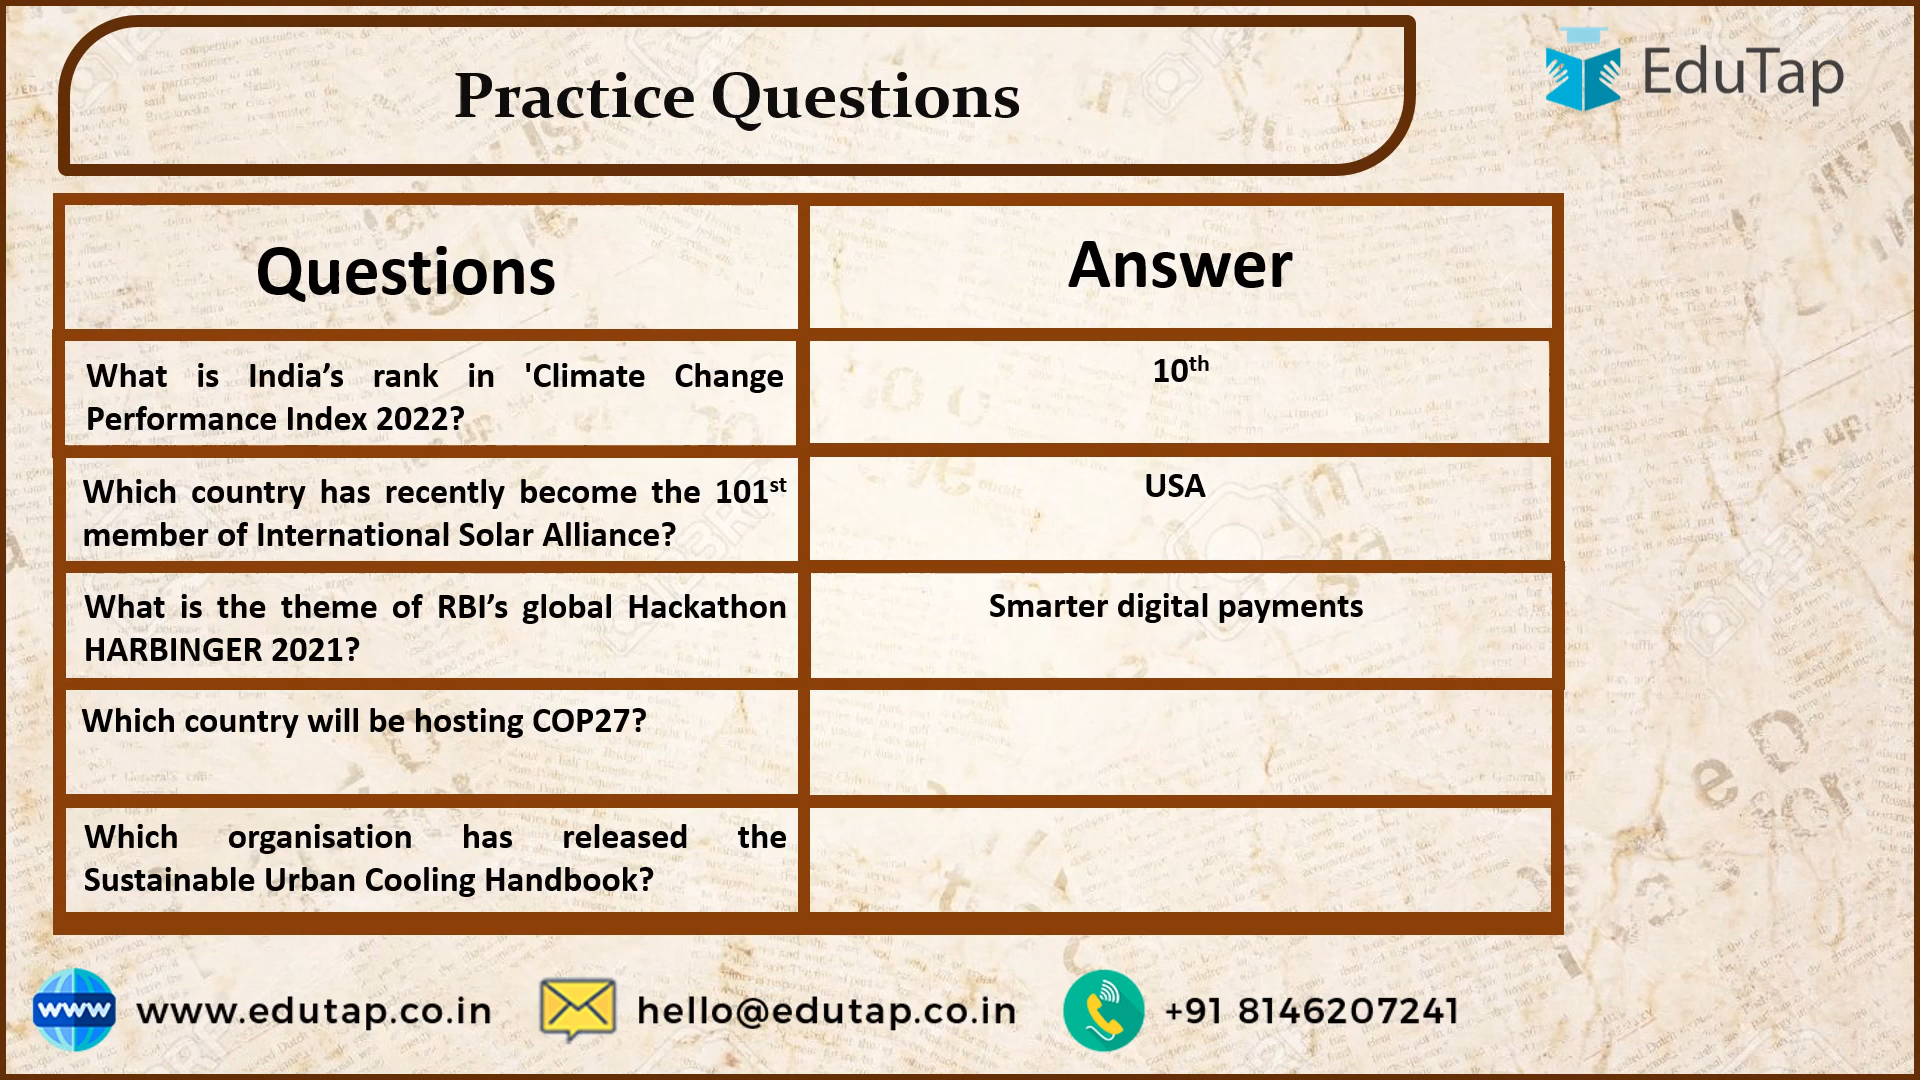 Practice Questions
EduTap
Questions
Answer
What is India’s rank in 'Climate Change
Performance Index 2022?
10th
Which country has recently become the 101st
member of International Solar Alliance?
USA
What is the theme of RBI’s global Hackathon
HARBINGER 2021?
Smarter digital payments
Which country will be hosting COP27?
Which organisation has released the
Sustainable Urban Cooling Handbook?
www
www.edutap.co.in
hello@edutap.co.in
+91 8146207241